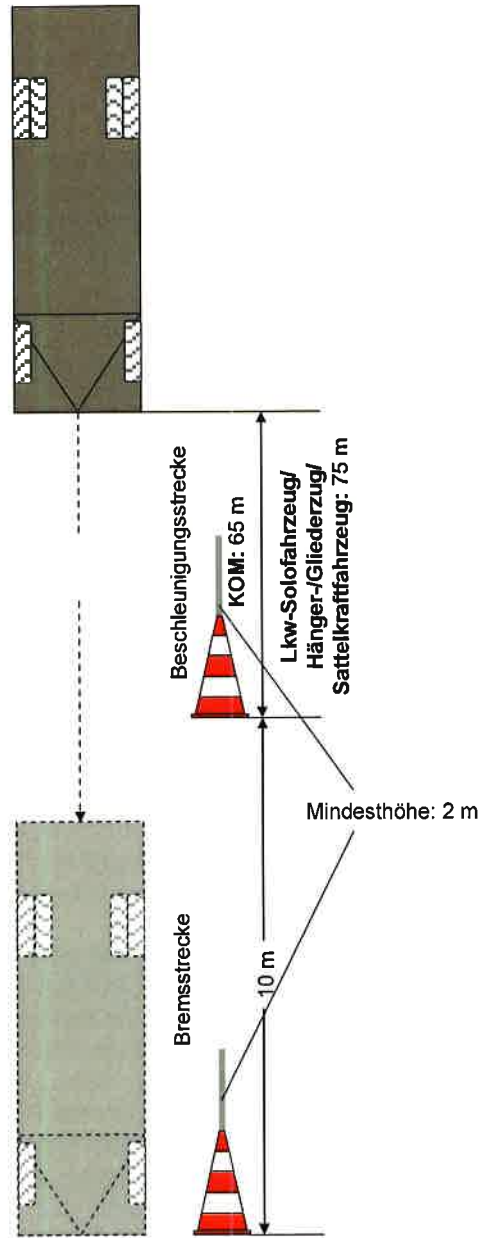 Beschleunigungsstrecke
KOM: 65 m
Lkw-Solofahrzeug/
Hänger-/Gliederzug/
Sattelkraftfahrzeug: 75 m
Mindesthöhe: 2 m
Bremsstrecke
10 m